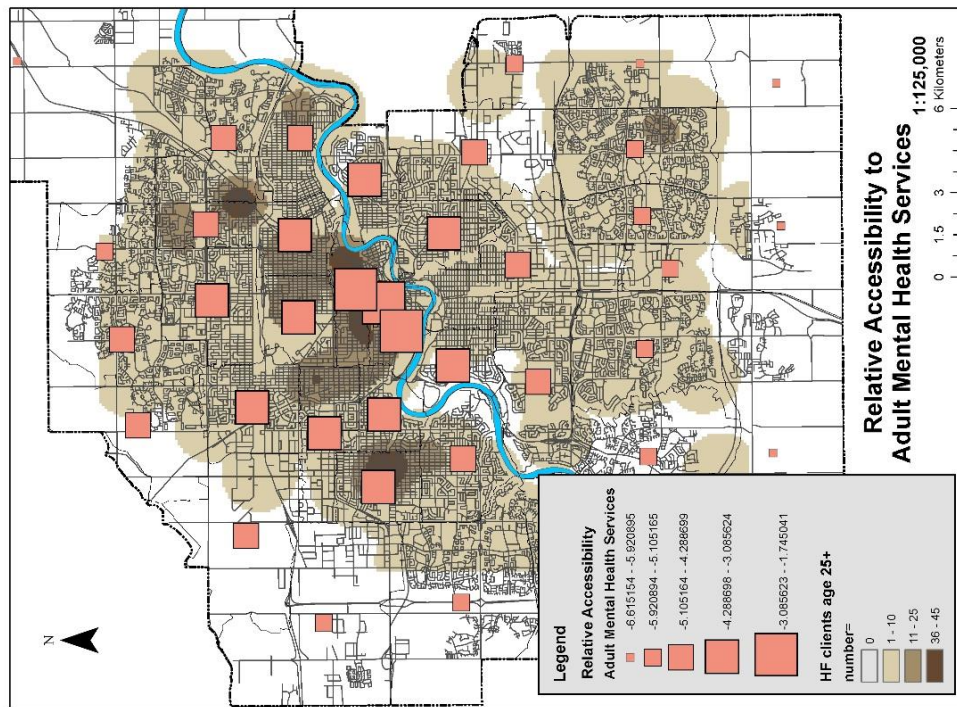 N
Legend
Relative Accessibility
Adult Mental Health Services
-6.615154 - -5.920895
-5.920894 - -5.105165
-5.105164 - -4.288699
-4.288698 - -3.085624
-3.085623 - -1.745041
HF clients age 25+
number=
0
1 - 10
11 - 25
36 - 45
Relative Accessibility to
Adult Mental Health Services
1:125,000
0 1.5 3 6 Kilometers